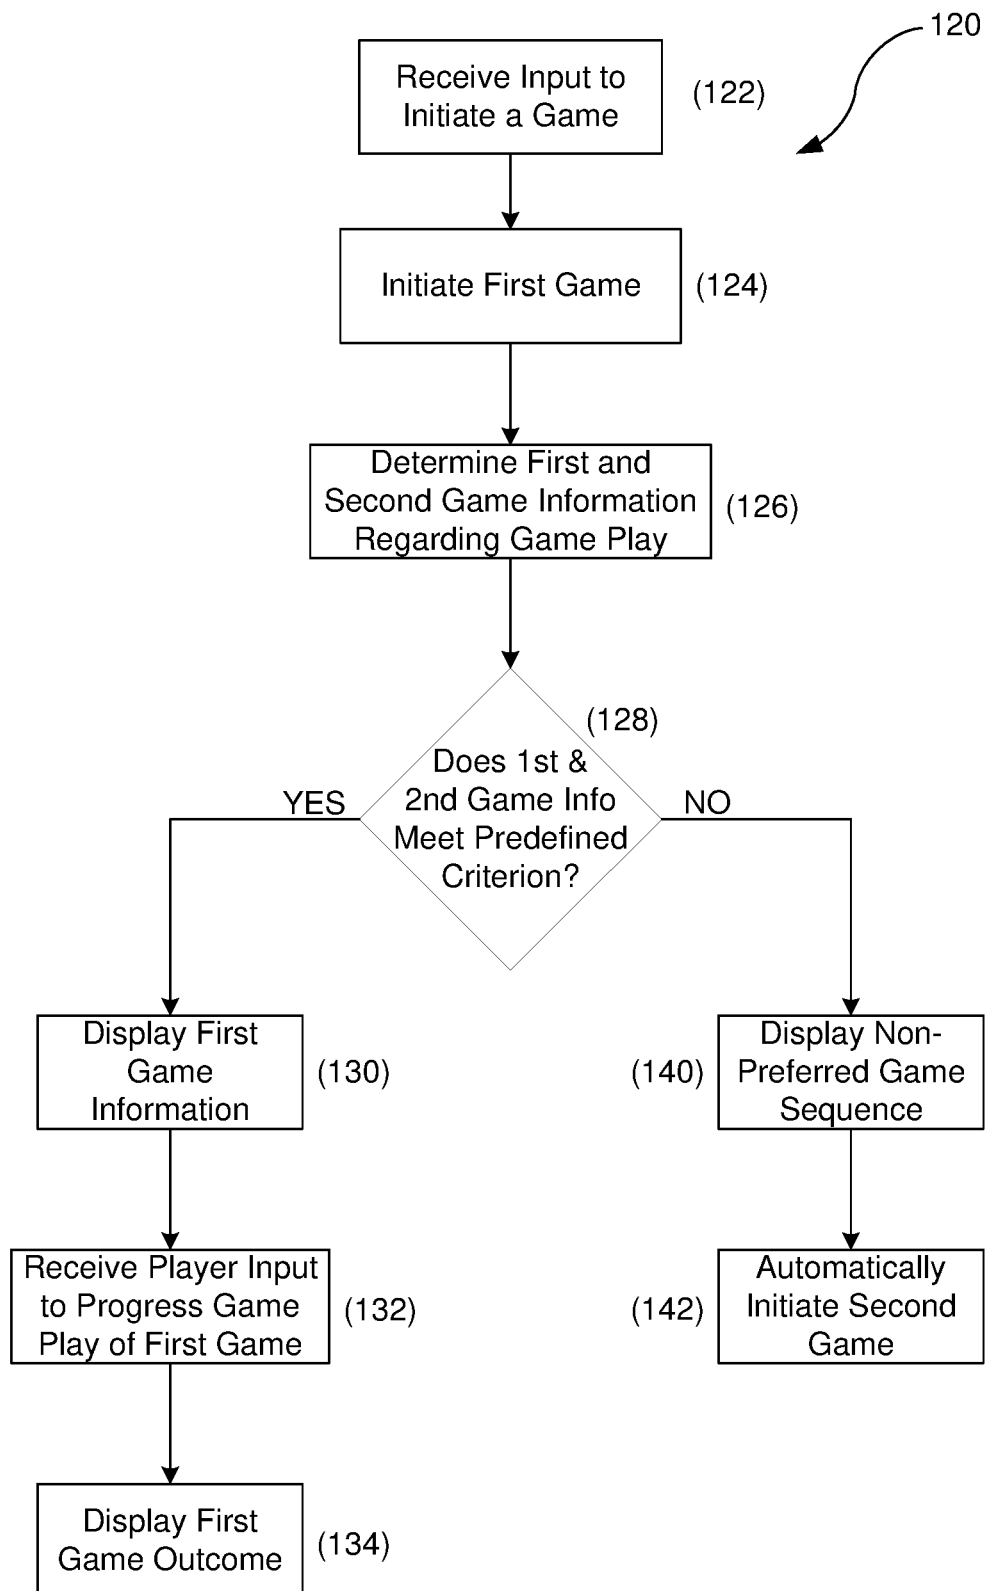 120
Receive Input to
Initiate a Game
(122)
Initiate First Game
(124)
Determine First and
Second Game Information
Regarding Game Play
(126)
(128)
Does 1st &
2nd Game Info
Meet Predefined
Criterion?
YES
NO
Display First
Game
Information
(130)
(140)
Display Non-
Preferred Game
Sequence
Receive Player Input
to Progress Game
Play of First Game
(132)
(142)
Automatically
Initiate Second
Game
Display First
Game Outcome
(134)